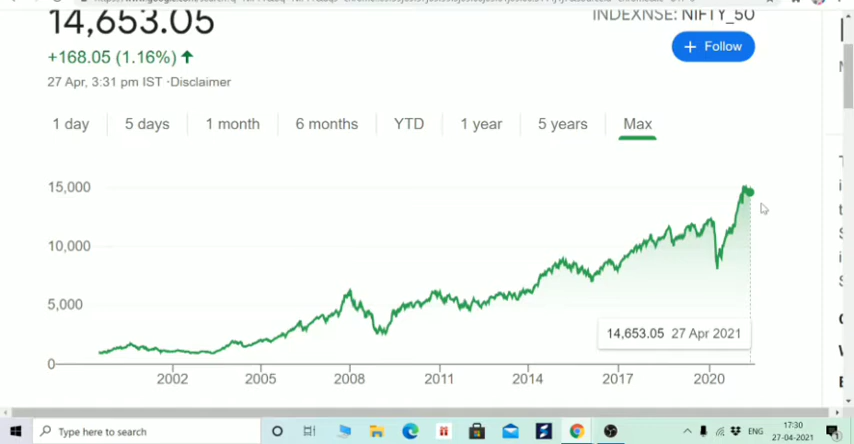 14,653.05
INDEXNSE: NIFTY_50
+168.05 (1.16%) ↑
+ Follow
27 Apr, 3:31 pm IST ·Disclaimer
1 day
5 days
1 month
6 months
YTD
1 year
5 years
Max
15,000
10,000
5,000
0
14,653.05 27 Apr 2021
2002
2005
2008
2011
2014
2017
2020
Type here to search
ENG
17:30
27-04-2021